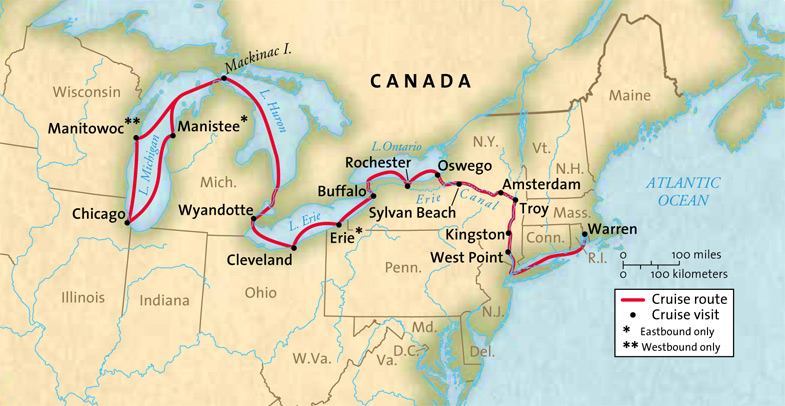 Mackinac I.
CANADA
Maine
Wisconsin
Manitowoc**
Manistee*
L. Huron
L. Michigan
L. Ontario
N.Y.
Vt.
N.H.
Rochester
Oswego
Mich.
Buffalo
Erie
Canal
Amsterdam
ATLANTIC
OCEAN
Chicago
Wyandotte
L. Erie
Sylvan Beach
Troy
Mass.
Erie*
Kingston
Conn.
Warren
Cleveland
West Point
R.I.
0
100 miles
0
100 kilometers
Penn.
Illinois
Indiana
Ohio
N.J.
Cruise route
Cruise visit
* Eastbound only
** Westbound only
Md.
W.Va.
Va.
D.C.
Del.